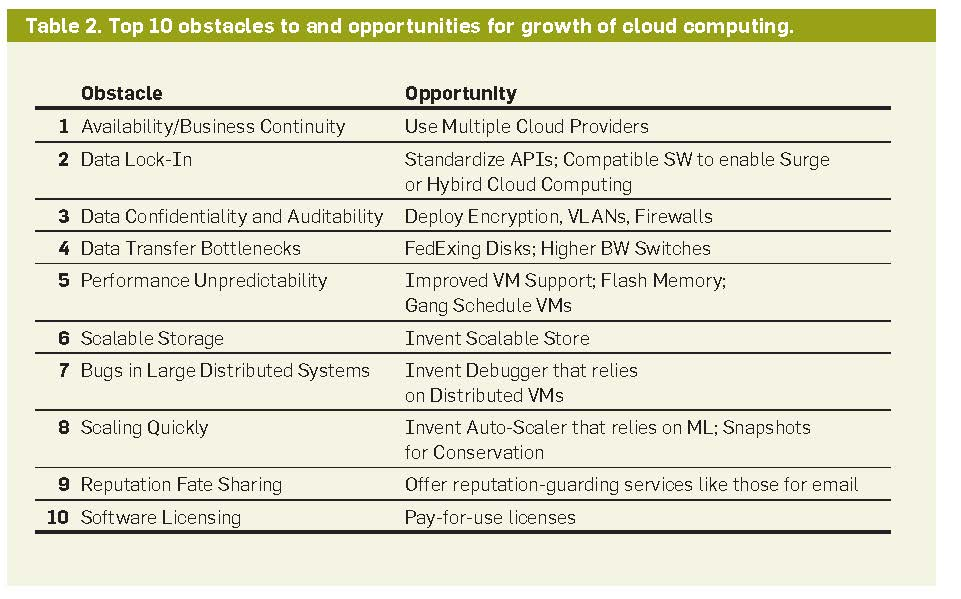 Table 2. Top 10 obstacles to and opportunities for growth of cloud computing.
Obstacle Opportunity
1 Availability/Business Continuity Use Multiple Cloud Providers
2 Data Lock-In Standardize APIs; Compatible SW to enable Surge
or Hybird Cloud Computing
3 Data Confidentiality and Auditability Deploy Encryption, VLANs, Firewalls
4 Data Transfer Bottlenecks FedExing Disks; Higher BW Switches
5 Performance Unpredictability Improved VM Support; Flash Memory;
Gang Schedule VMs
6 Scalable Storage Invent Scalable Store
7 Bugs in Large Distributed Systems Invent Debugger that relies
on Distributed VMs
8 Scaling Quickly Invent Auto-Scaler that relies on ML; Snapshots
for Conservation
9 Reputation Fate Sharing Offer reputation-guarding services like those for email
10 Software Licensing Pay-for-use licenses